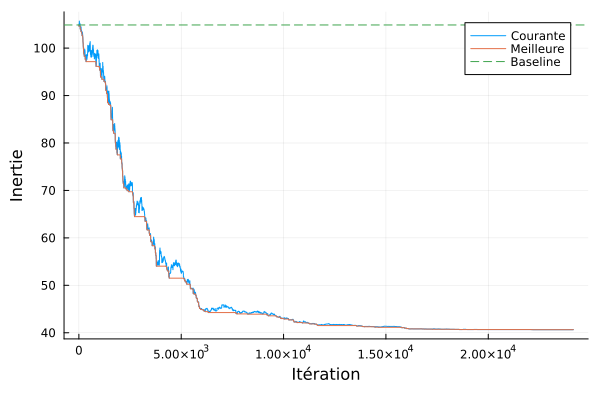 Courante
Meilleure
Baseline
100
90
80
70
60
50
40
Inertie
0
5.00×10³
1.00×10⁴
1.50×10⁴
2.00×10⁴
Itération